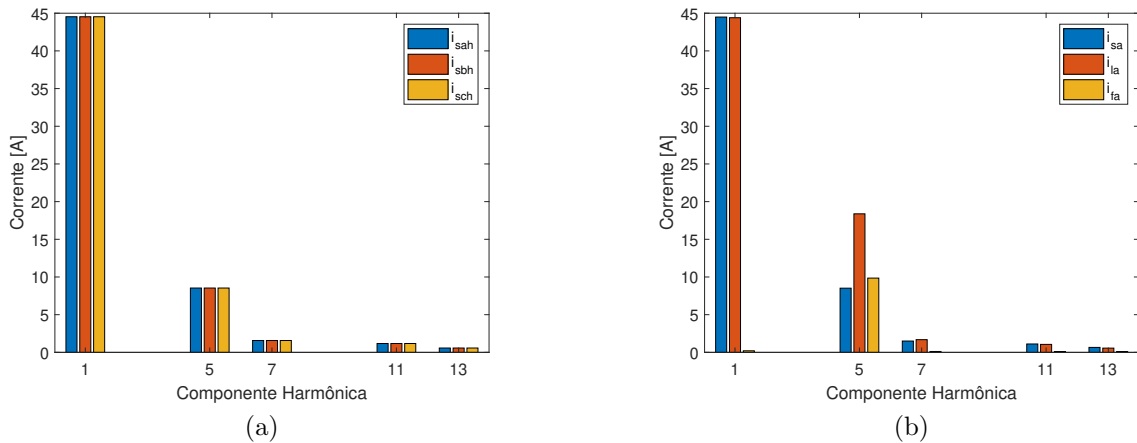 45
40
35
30
25
20
15
10
5
0
Corrente [A]
1 5 7 11 13
Componente Harmônica
i_sah
i_sbh
i_sch
(a)
45
40
35
30
25
20
15
10
5
0
Corrente [A]
1 5 7 11 13
Componente Harmônica
i_sa
i_la
i_fa
(b)